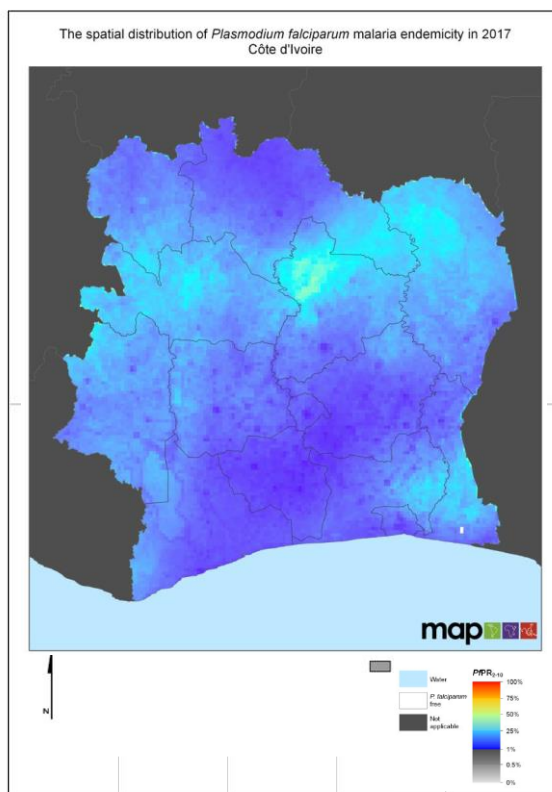 The spatial distribution of Plasmodium falciparum malaria endemicity in 2017
Côte d'Ivoire
map
N
Water
P. falciparum
free
Not
applicable
PfPR2-10
100%
75%
50%
25%
1%
0.5%
0%